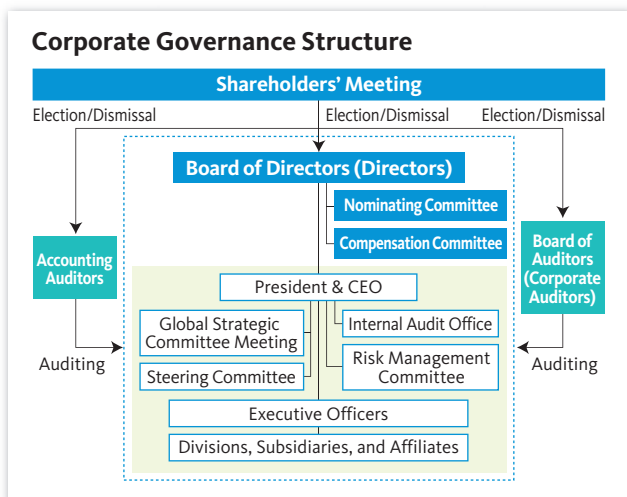 Corporate Governance Structure
Shareholders’ Meeting
Election/Dismissal
Election/Dismissal
Election/Dismissal
Board of Directors (Directors)
Nominating Committee
Compensation Committee
Accounting
Auditors
Board of
Auditors
(Corporate
Auditors)
President & CEO
Global Strategic
Committee Meeting
Internal Audit Office
Steering Committee
Risk Management
Committee
Auditing
Auditing
Executive Officers
Divisions, Subsidiaries, and Affiliates